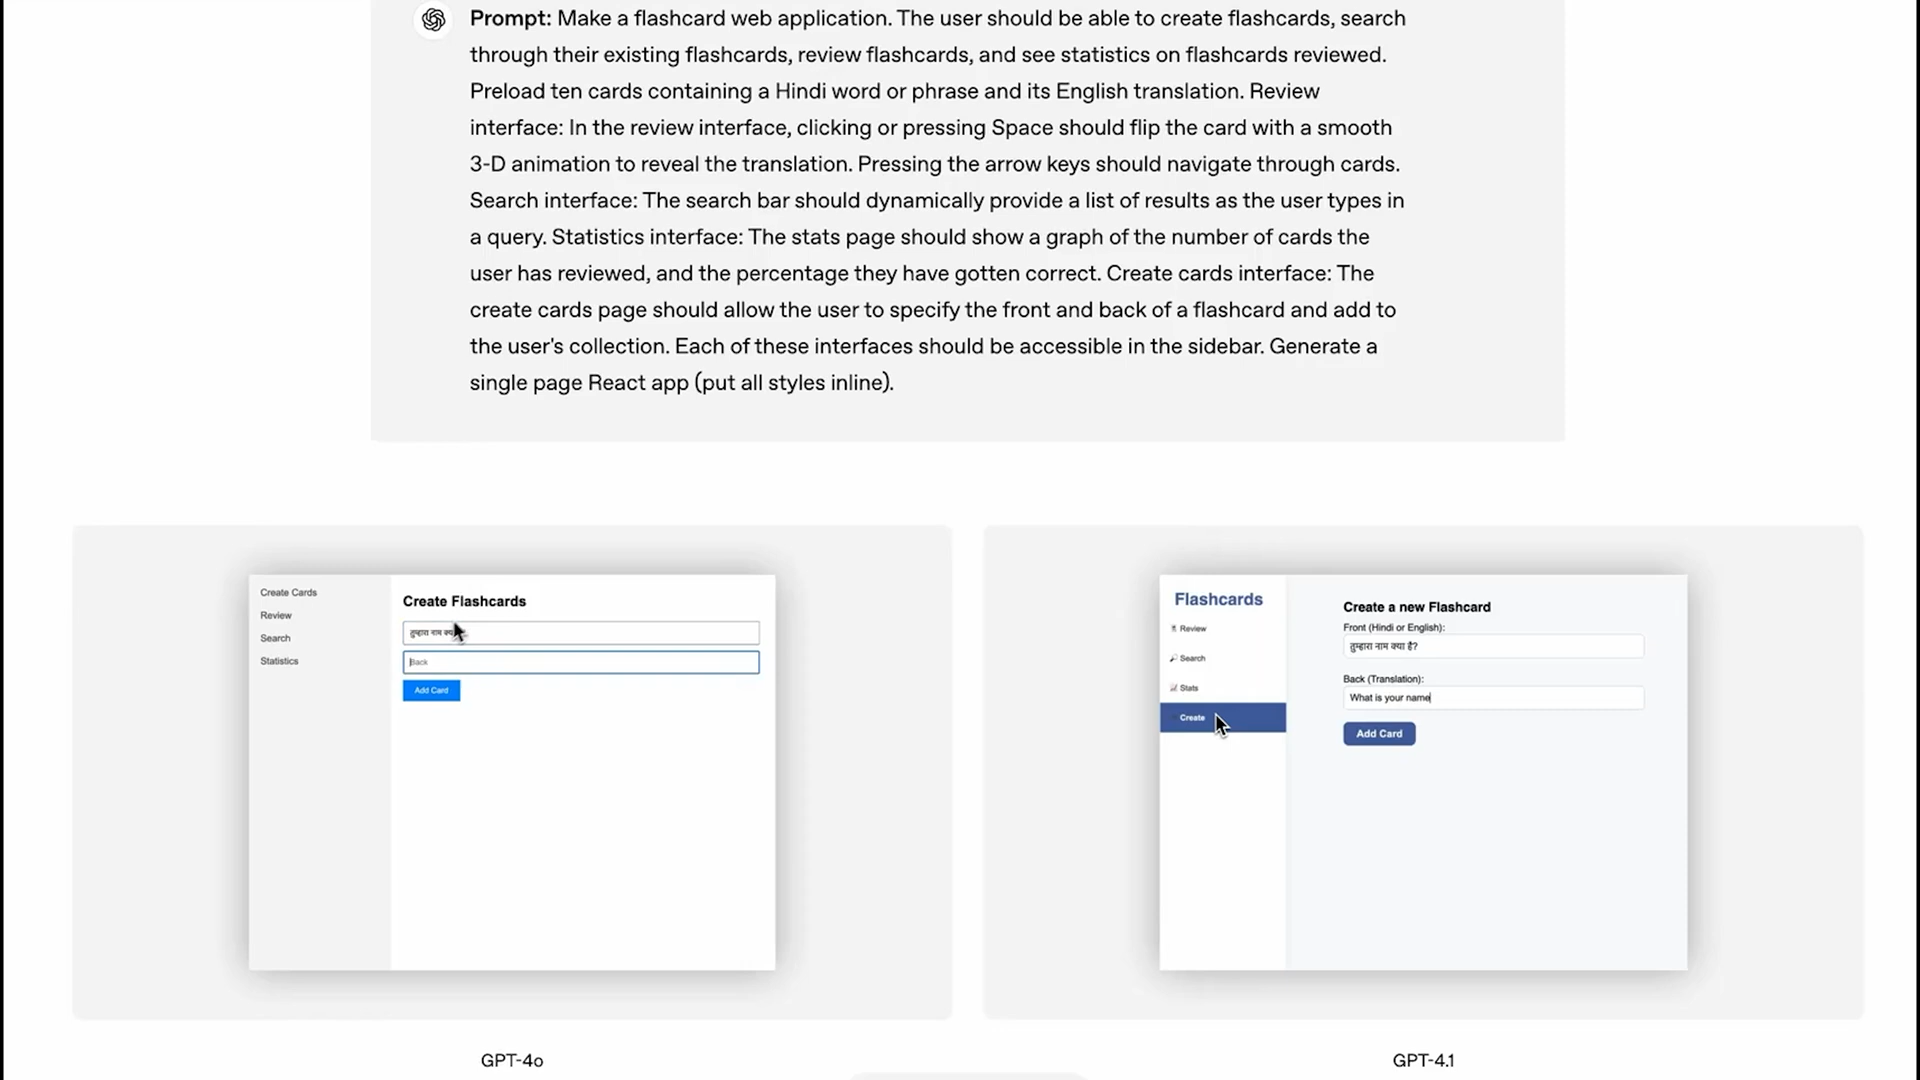 Prompt: Make a flashcard web application. The user should be able to create flashcards, search
through their existing flashcards, review flashcards, and see statistics on flashcards reviewed.
Preload ten cards containing a Hindi word or phrase and its English translation. Review
interface: In the review interface, clicking or pressing Space should flip the card with a smooth
3-D animation to reveal the translation. Pressing the arrow keys should navigate through cards.
Search interface: The search bar should dynamically provide a list of results as the user types in
a query. Statistics interface: The stats page should show a graph of the number of cards the
user has reviewed, and the percentage they have gotten correct. Create cards interface: The
create cards page should allow the user to specify the front and back of a flashcard and add to
the user's collection. Each of these interfaces should be accessible in the sidebar. Generate a
single page React app (put all styles inline).
Create Cards
Review
Search
Statistics
Create Flashcards
तुम्हारा नाम
Back
Add Card
GPT-4o
Flashcards
Review
Search
Stats
Create
Create a new Flashcard
Front (Hindi or English):
तुम्हारा नाम क्या है?
Back (Translation):
What is your name
Add Card
GPT-4.1